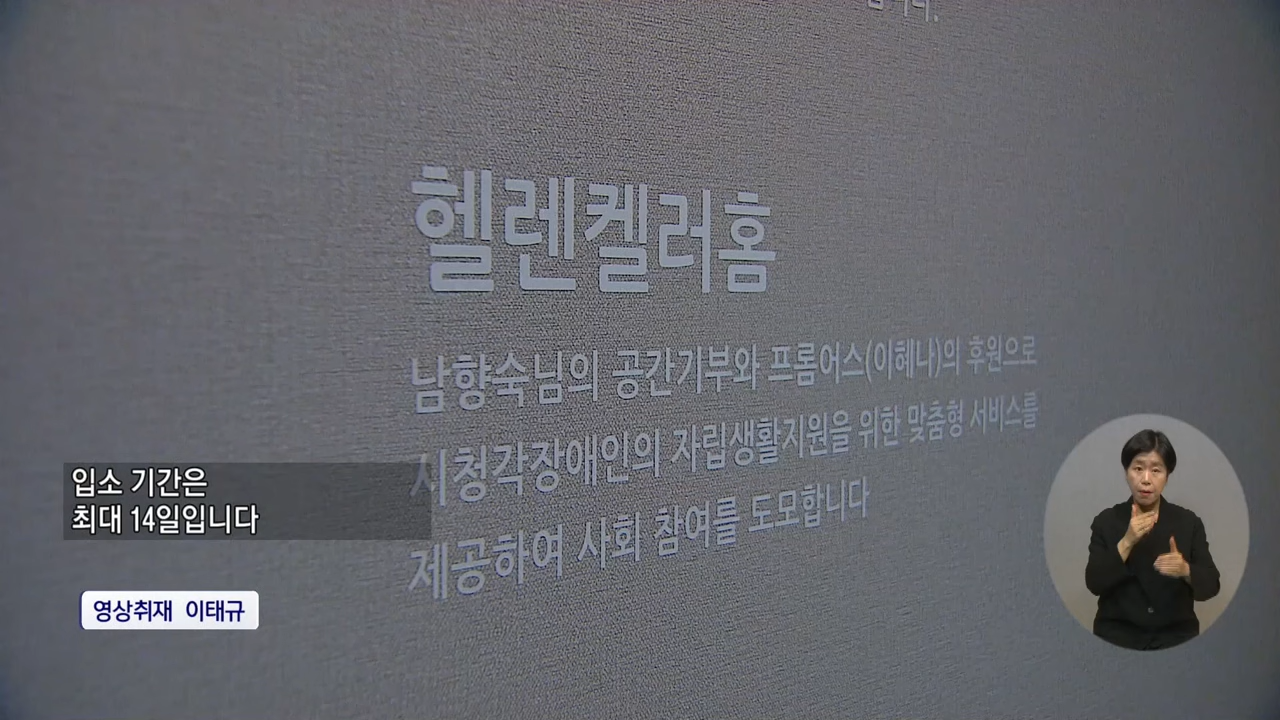 헬렌켈러홈
남향숙님의 공간기부와 프롬어스(이혜나)의 후원으로
시청각장애인의 자립생활지원을 위한 맞춤형 서비스를
제공하여 사회 참여를 도모합니다
입소 기간은
최대 14일입니다
영상취재 이태규